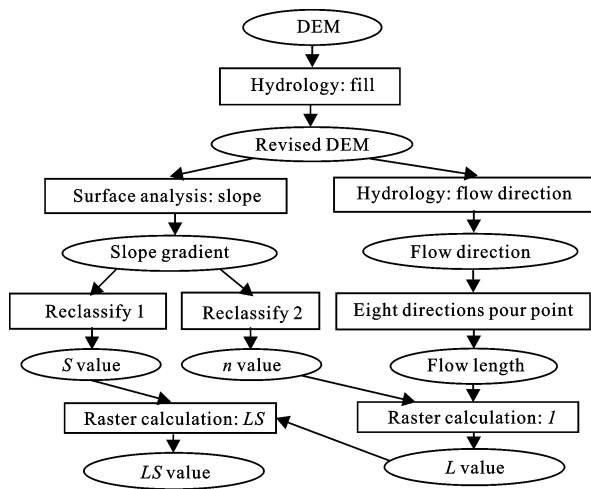 DEM
Hydrology: fill
Revised DEM
Surface analysis: slope
Hydrology: flow direction
Slope gradient
Flow direction
Reclassify 1
Reclassify 2
Eight directions pour point
S value
n value
Flow length
Raster calculation: LS
Raster calculation: l
LS value
L value